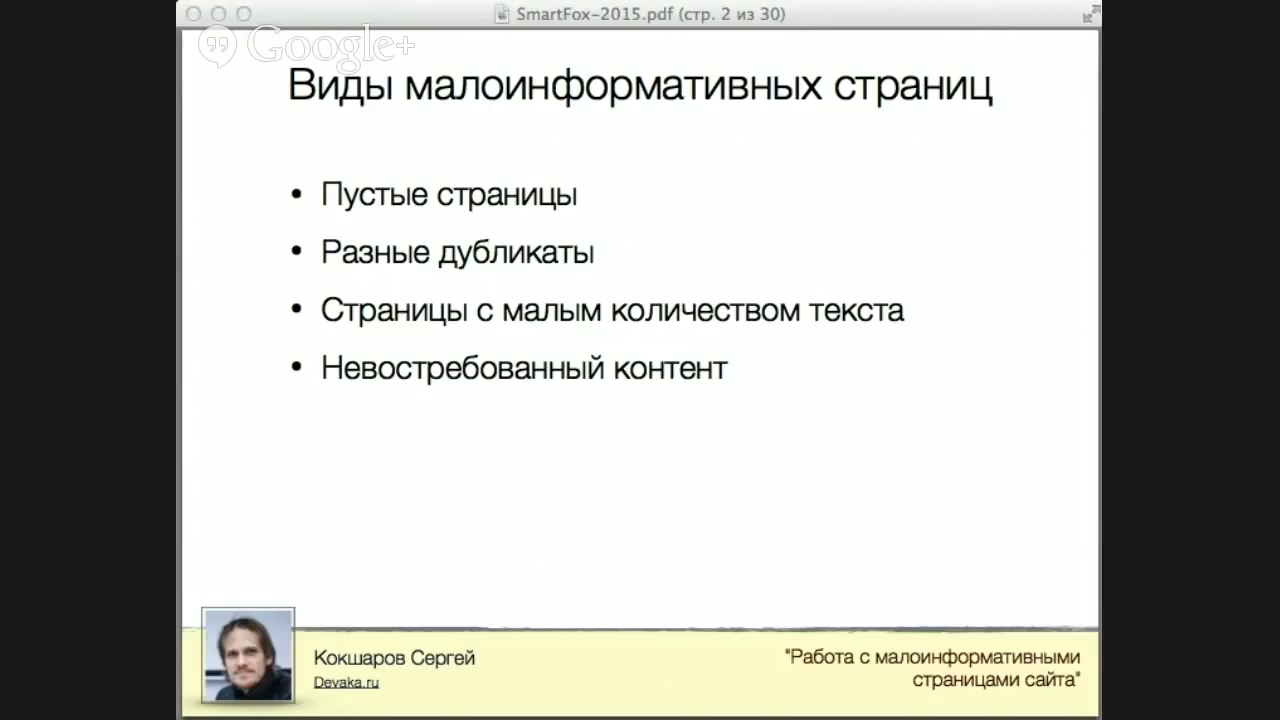 SmartFox-2015.pdf (стр. 2 из 30)
Google+
Виды малоинформативных страниц
• Пустые страницы
• Разные дубликаты
• Страницы с малым количеством текста
• Невостребованный контент
Кокшаров Сергей
Devaka.ru
"Работа с малоинформативными
страницами сайта"